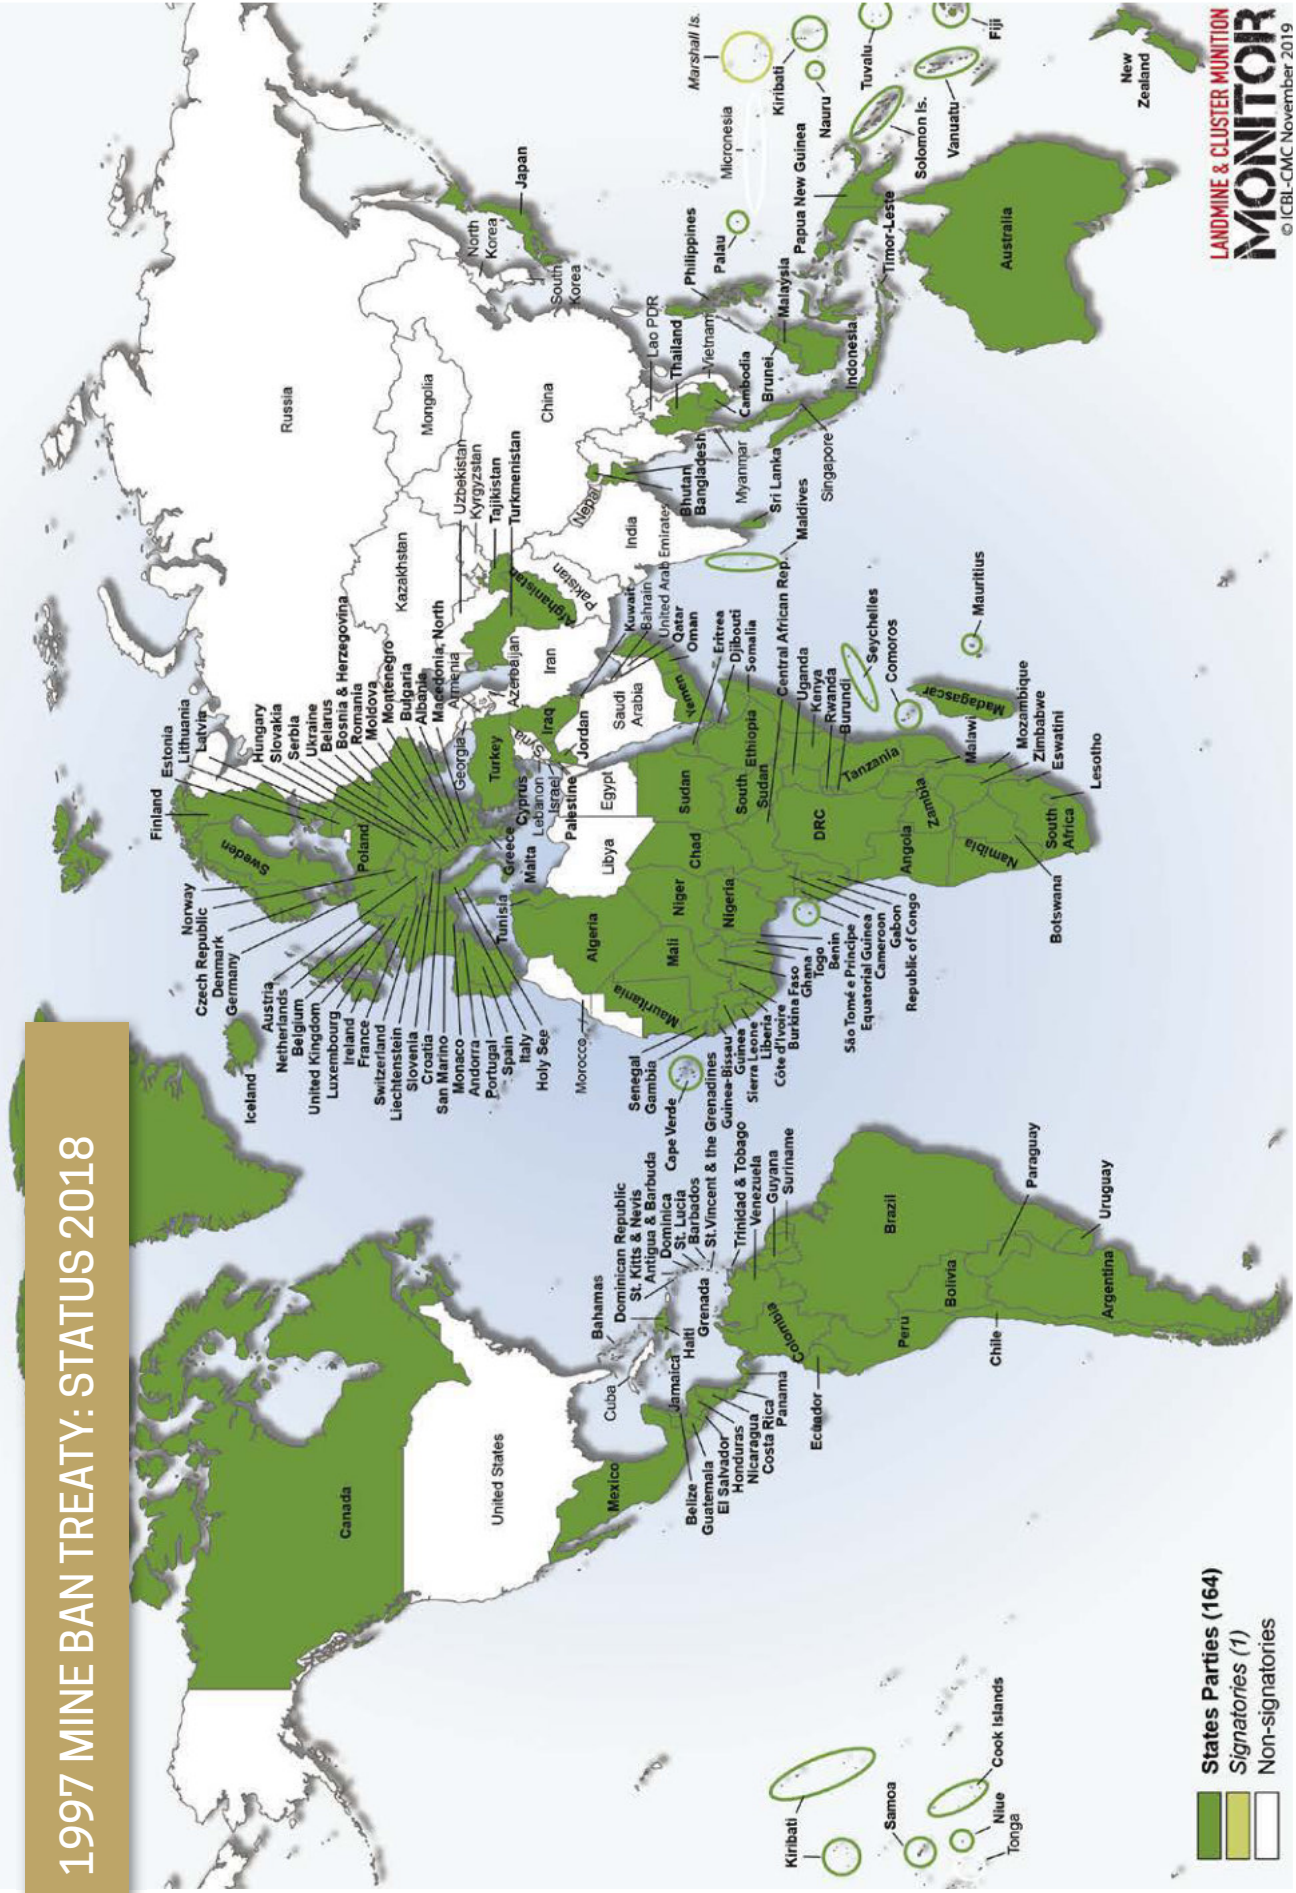 1997 MINE BAN TREATY: STATUS 2018
Canada
United States
Mexico
Belize
Guatemala
El Salvador
Honduras
Nicaragua
Costa Rica
Panama
Ecuador
Cuba
Jamaica
Haiti
Bahamas
Dominican Republic
St. Kitts & Nevis
Antigua & Barbuda
Dominica
St. Lucia
Barbados
St. Vincent & the Grenadines
Grenada
Trinidad & Tobago
Venezuela
Guyana
Suriname
Colombia
Peru
Brazil
Bolivia
Chile
Paraguay
Uruguay
Argentina
Iceland
Norway
Czech Republic
Denmark
Germany
Austria
Netherlands
Belgium
United Kingdom
Luxembourg
Ireland
France
Switzerland
Liechtenstein
Slovenia
Croatia
San Marino
Monaco
Andorra
Portugal
Spain
Italy
Holy See
Finland
Sweden
Poland
Estonia
Lithuania
Latvia
Hungary
Slovakia
Serbia
Ukraine
Belarus
Bosnia & Herzegovina
Romania
Moldova
Montenegro
Bulgaria
Albania
Macedonia, North
Armenia
Georgia
Azerbaijan
Turkey
Greece
Malta
Cyprus
Lebanon
Israel
Palestine
Syria
Iraq
Jordan
Iran
Saudi
Arabia
Kuwait
Bahrain
United Arab Emirates
Qatar
Oman
Yemen
Russia
Kazakhstan
Mongolia
China
Uzbekistan
Kyrgyzstan
Tajikistan
Turkmenistan
Afghanistan
Pakistan
India
Nepal
Bhutan
Bangladesh
Myanmar
Sri Lanka
Maldives
North
Korea
South
Korea
Japan
Lao PDR
Thailand
Vietnam
Cambodia
Brunei
Malaysia
Singapore
Indonesia
Philippines
Palau
Papua New Guinea
Timor-Leste
Australia
Micronesia
Marshall Is.
Kiribati
Nauru
Tuvalu
Solomon Is.
Vanuatu
Fiji
New
Zealand
Morocco
Algeria
Tunisia
Libya
Egypt
Mauritania
Mali
Niger
Chad
Sudan
Nigeria
Senegal
Gambia
Cape Verde
Guinea-Bissau
Guinea
Sierra Leone
Liberia
Côte d'Ivoire
Burkina Faso
Ghana
Togo
Benin
São Tomé e Príncipe
Equatorial Guinea
Cameroon
Gabon
Republic of Congo
South
Sudan
Ethiopia
Eritrea
Djibouti
Somalia
Central African Rep.
Uganda
Kenya
Rwanda
Burundi
DRC
Tanzania
Angola
Zambia
Namibia
Botswana
South
Africa
Lesotho
Eswatini
Zimbabwe
Mozambique
Malawi
Madagascar
Comoros
Seychelles
Mauritius
Kiribati
Samoa
Cook Islands
Niue
Tonga
States Parties (164)
Signatories (1)
Non-signatories
LANDMINE & CLUSTER MUNITION
MONITOR
© ICBL-CMC November 2019